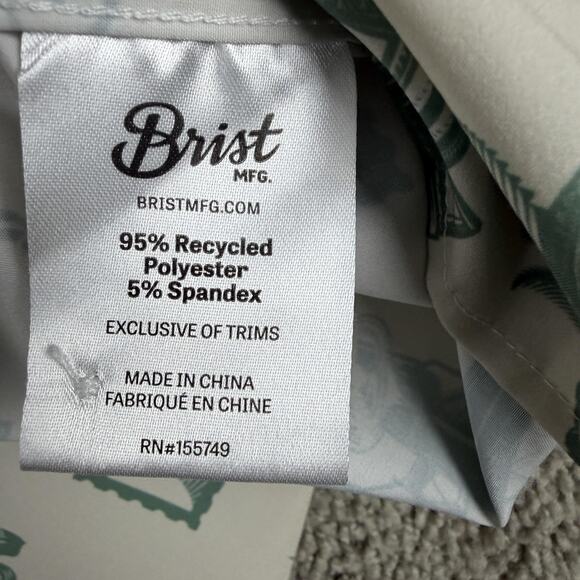 Brist
MFG.
BRISTMFG.COM
95% Recycled
Polyester
5% Spandex
EXCLUSIVE OF TRIMS
MADE IN CHINA
FABRIQUÉ EN CHINE
RN#155749